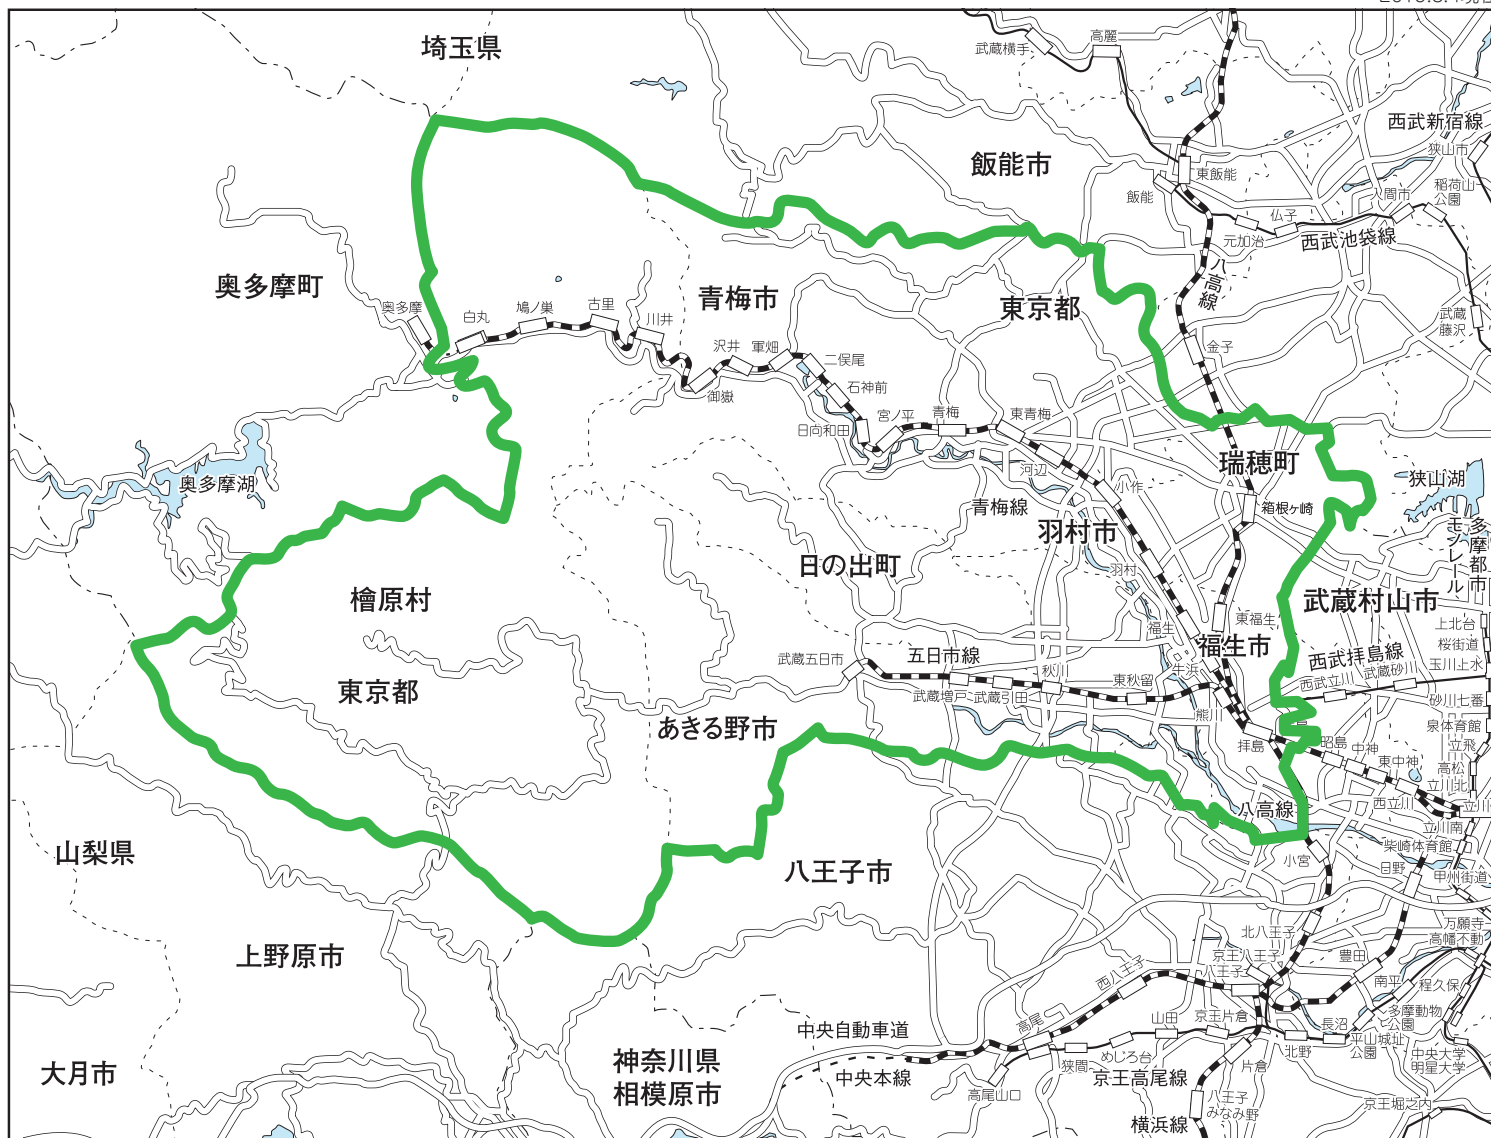 埼玉県
武蔵横手
高麗
西武新宿線
狭山市
飯能市
東飯能
飯能
入間市
稲荷山
公園
仏子
元加治
西武池袋線
八高線
奥多摩町
青梅市
東京都
奥多摩
白丸
鳩ノ巣
古里
川井
武蔵
藤沢
金子
沢井
軍畑
二俣尾
御嶽
石神前
宮ノ平
青梅
東青梅
日向和田
瑞穂町
河辺
小作
奥多摩湖
狭山湖
青梅線
箱根ヶ崎
羽村市
多摩都市
モノレール
日の出町
羽村
檜原村
武蔵村山市
東福生
福生
上北台
福生市
桜街道
五日市線
西武拝島線
武蔵五日市
玉川上水
秋川
牛浜
東秋留
西武立川
武蔵砂川
東京都
武蔵増戸
武蔵引田
砂川七番
熊川
あきる野市
泉体育館
拝島
昭島
中神
立飛
東中神
高松
立川北
西立川
立川
八高線
立川南
柴崎体育館
山梨県
小宮
日野
八王子市
甲州街道
万願寺
北八王子
高幡不動
上野原市
京王八王子
豊田
西八王子
八王子
南平
程久保
多摩動物
公園
高尾
山田
京王片倉
長沼
中央自動車道
平山城址
公園
神奈川県
相模原市
めじろ台
北野
狭間
片倉
中央大学
明星大学
大月市
中央本線
京王高尾線
高尾山口
八王子
みなみ野
京王堀之内
横浜線